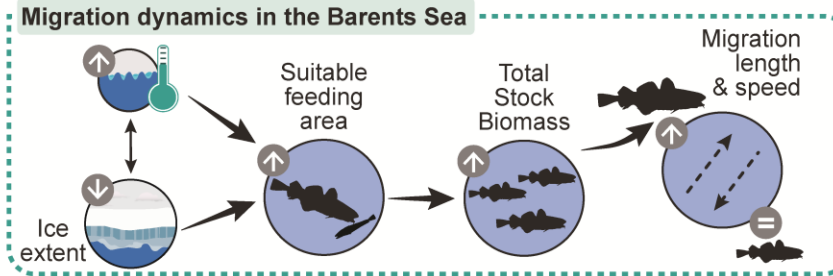 Migration dynamics in the Barents Sea
Suitable
feeding
area
Total
Stock
Biomass
Migration
length
& speed
Ice
extent